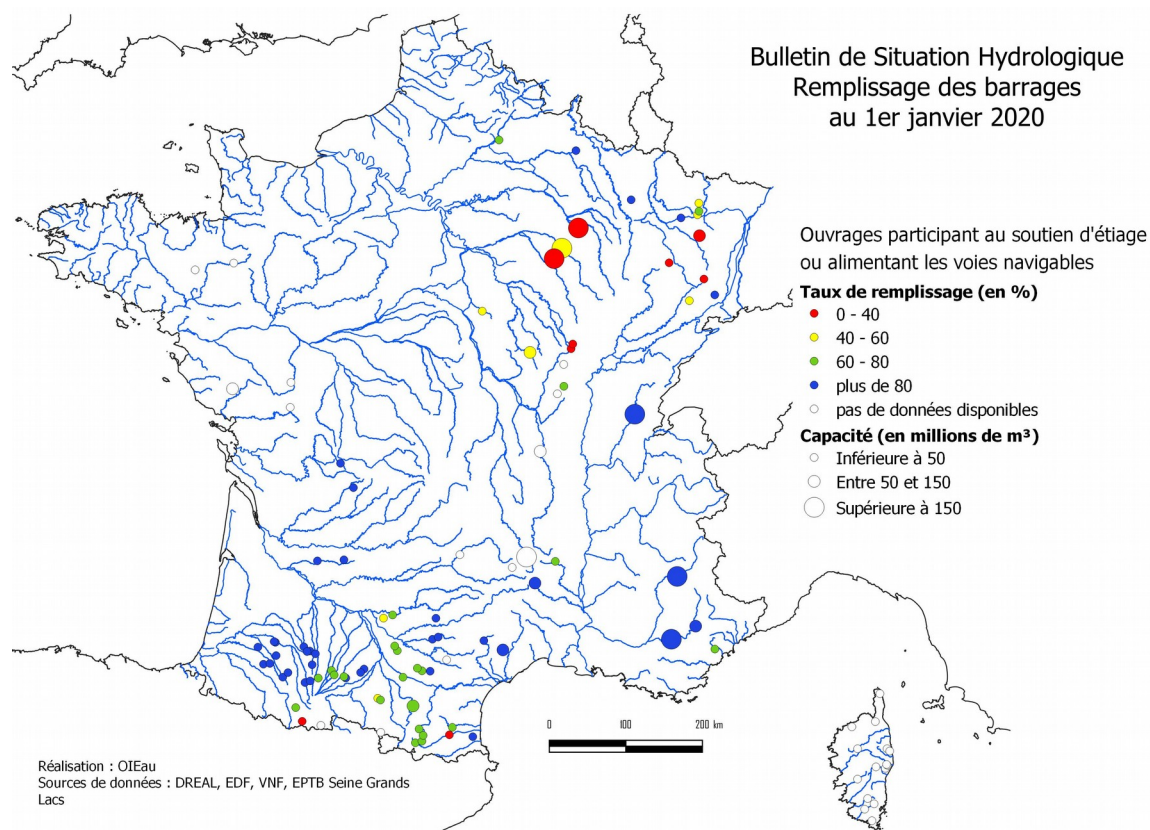 Bulletin de Situation Hydrologique
Remplissage des barrages
au 1er janvier 2020
Ouvrages participant au soutien d'étiage
ou alimentant les voies navigables
Taux de remplissage (en %)
0 - 40
40 - 60
60 - 80
plus de 80
pas de données disponibles
Capacité (en millions de m³)
Inférieure à 50
Entre 50 et 150
Supérieure à 150
0 100 200 km
Réalisation : OIEau
Sources de données : DREAL, EDF, VNF, EPTB Seine Grands
Lacs